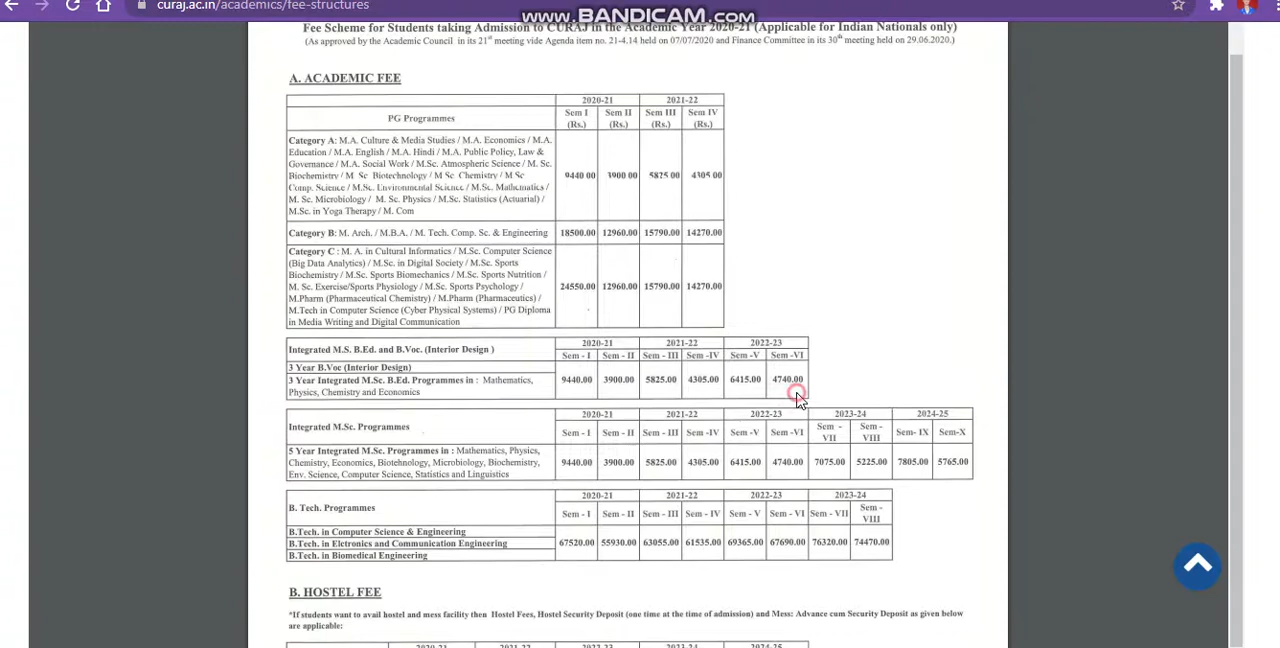 curaj.ac.in/academics/fee-structures
www.BANDICAM.com
Fee Scheme for Students taking Admission to CURAJ in the Academic Year 2020-21 (Applicable for Indian Nationals only)
(As approved by the Academic Council in its 21st meeting vide Agenda item no. 21-4.14 held on 07/07/2020 and Finance Committee in its 30th meeting held on 29.06.2020.)
A. ACADEMIC FEE
2020-21 2021-22
PG Programmes
Sem I Sem II Sem III Sem IV
(Rs.) (Rs.) (Rs.) (Rs.)
Category A: M.A. Culture & Media Studies / M.A. Economics / M.A.
Education / M.A. English / M.A. Hindi / M.A. Public Policy, Law &
Governance / M.A. Social Work / M.Sc. Atmospheric Science / M. Sc.
Biochemistry / M Sc Biotechnology / M Sc Chemistry / M Sc
Comp. Science / M.Sc. Environmental Science / M.Sc. Mathematics /
M. Sc. Microbiology / M. Sc. Physics / M.Sc. Statistics (Actuarial) /
M.Sc. in Yoga Therapy / M. Com
9440 00 3900 00 5825 00 4305 00
Category B: M. Arch. / M.B.A. / M. Tech. Comp. Sc. & Engineering 18500.00 12960.00 15790.00 14270.00
Category C : M. A. in Cultural Informatics / M.Sc. Computer Science
(Big Data Analytics) / M.Sc. in Digital Society / M.Sc. Sports
Biochemistry / M.Sc. Sports Biomechanics / M.Sc. Sports Nutrition /
M. Sc. Exercise/Sports Physiology / M.Sc. Sports Psychology /
M.Pharm (Pharmaceutical Chemistry) / M.Pharm (Pharmaceutics) /
M.Tech in Computer Science (Cyber Physical Systems) / PG Diploma
in Media Writing and Digital Communication
24550.00 12960.00 15790.00 14270.00
Integrated M.S. B.Ed. and B.Voc. (Interior Design )
2020-21 2021-22 2022-23
Sem - I Sem - II Sem - III Sem -IV Sem -V Sem -VI
3 Year B.Voc (Interior Design)
3 Year Integrated M.Sc. B.Ed. Programmes in : Mathematics,
Physics, Chemistry and Economics
9440.00 3900.00 5825.00 4305.00 6415.00 4740.00
Integrated M.Sc. Programmes
2020-21 2021-22 2022-23 2023-24 2024-25
Sem - I Sem - II Sem - III Sem -IV Sem -V Sem -VI Sem - VII Sem - VIII Sem- IX Sem-X
5 Year Integrated M.Sc. Programmes in : Mathematics, Physics,
Chemistry, Economics, Biotehnology, Microbiology, Biochemistry,
Env. Science, Computer Science, Statistics and Linguistics
9440.00 3900.00 5825.00 4305.00 6415.00 4740.00 7075.00 5225.00 7805.00 5765.00
B. Tech. Programmes
2020-21 2021-22 2022-23 2023-24
Sem - I Sem - II Sem - III Sem - IV Sem - V Sem - VI Sem - VII Sem - VIII
B.Tech. in Computer Science & Engineering
B.Tech. in Elctronics and Communication Engineering
B.Tech. in Biomedical Engineering
67520.00 55930.00 63055.00 61535.00 69365.00 67690.00 76320.00 74470.00
B. HOSTEL FEE
*If students want to avail hostel and mess facility then Hostel Fees, Hostel Security Deposit (one time at the time of admission) and Mess: Advance cum Security Deposit as given below
are applicable:
2020-21 2021-22 2022-23 2023-24 2024-25